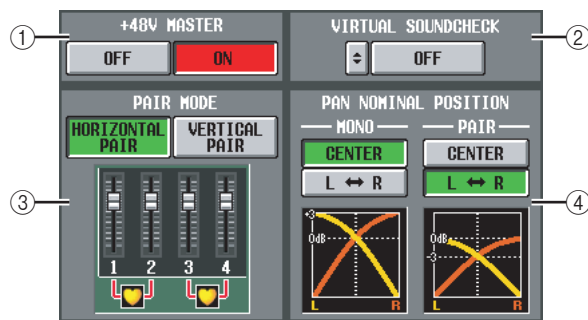 ① +48V MASTER
OFF ON
VIRTUAL SOUNDCHECK ②
OFF
③ PAIR MODE
HORIZONTAL PAIR
VERTICAL PAIR
1 2 3 4
PAN NOMINAL POSITION
MONO
CENTER
L ↔ R
+3
0dB
L R
PAIR
CENTER
L ↔ R
④
0dB
-3
L R